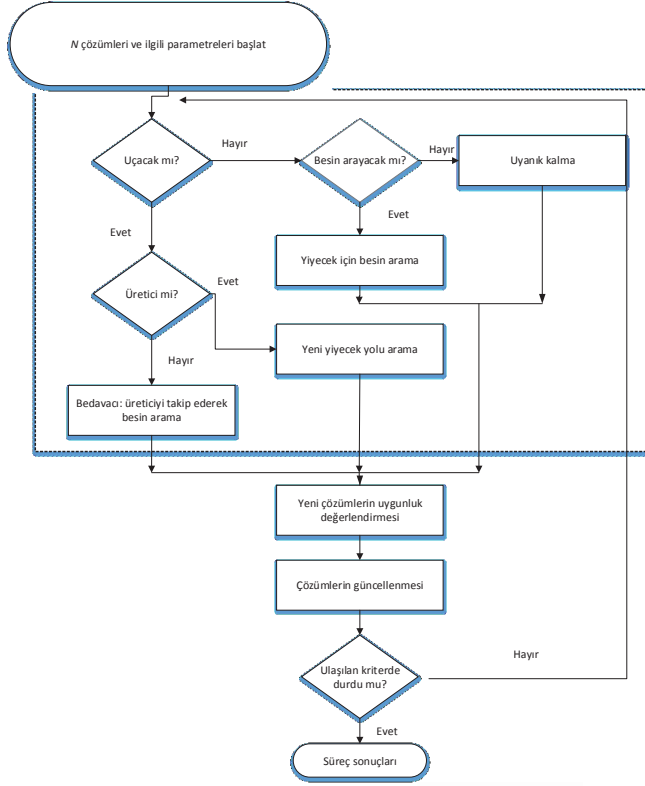 N çözümleri ve ilgili parametreleri başlat
Uçacak mı?
Hayır
Besin arayacak mı?
Hayır
Uyanık kalma
Evet
Evet
Yiyecek için besin arama
Üretici mi?
Evet
Yeni yiyecek yolu arama
Hayır
Bedavacı: üreticiyi takip ederek
besin arama
Yeni çözümlerin uygunluk
değerlendirmesi
Çözümlerin güncellenmesi
Ulaşılan kriterde
durdu mu?
Hayır
Evet
Süreç sonuçları